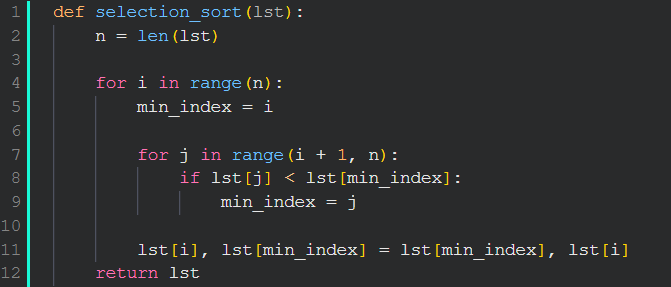 1 def selection_sort(lst):
2     n = len(lst)
3
4     for i in range(n):
5         min_index = i
6
7         for j in range(i + 1, n):
8             if lst[j] < lst[min_index]:
9                 min_index = j
10
11         lst[i], lst[min_index] = lst[min_index], lst[i]
12     return lst